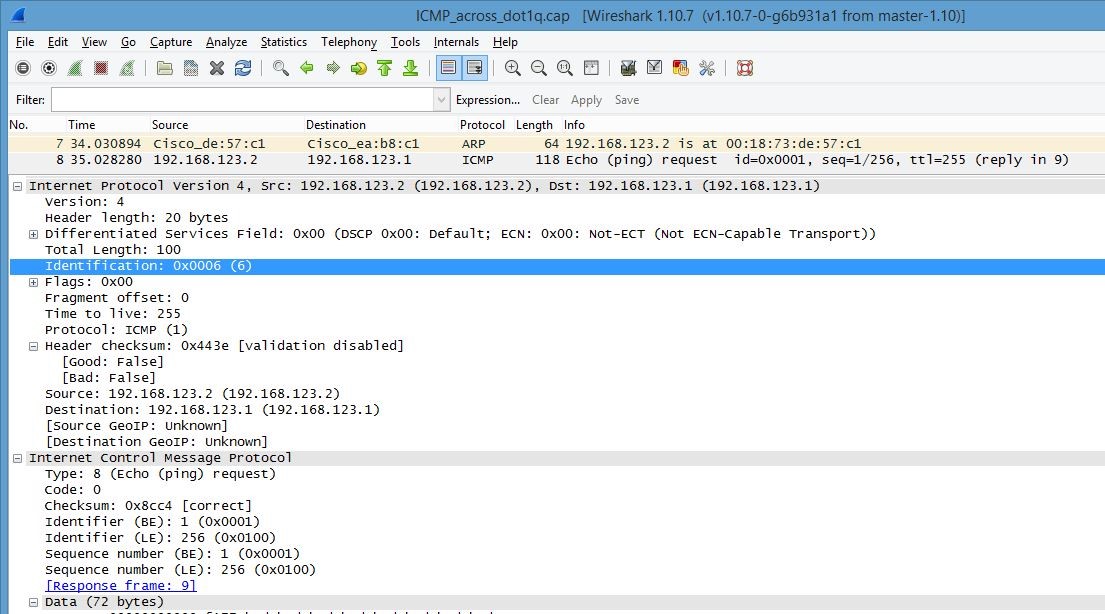 ICMP_across_dot1q.cap [Wireshark 1.10.7 (v1.10.7-0-g6b931a1 from master-1.10)]
File Edit View Go Capture Analyze Statistics Telephony Tools Internals Help
Filter: Expression... Clear Apply Save
No. Time Source Destination Protocol Length Info
7 34.030894 cisco_de:57:c1 cisco_ea:b8:c1 ARP 64 192.168.123.2 is at 00:18:73:de:57:c1
8 35.028280 192.168.123.2 192.168.123.1 ICMP 118 Echo (ping) request id=0x0001, seq=1/256, ttl=255 (reply in 9)
Internet Protocol Version 4, Src: 192.168.123.2 (192.168.123.2), Dst: 192.168.123.1 (192.168.123.1)
Version: 4
Header length: 20 bytes
Differentiated Services Field: 0x00 (DSCP 0x00: Default; ECN: 0x00: Not-ECT (Not ECN-Capable Transport))
Total Length: 100
Identification: 0x0006 (6)
Flags: 0x00
Fragment offset: 0
Time to live: 255
Protocol: ICMP (1)
Header checksum: 0x443e [validation disabled]
[Good: False]
[Bad: False]
Source: 192.168.123.2 (192.168.123.2)
Destination: 192.168.123.1 (192.168.123.1)
[Source GeoIP: Unknown]
[Destination GeoIP: Unknown]
Internet Control Message Protocol
Type: 8 (Echo (ping) request)
Code: 0
Checksum: 0x8cc4 [correct]
Identifier (BE): 1 (0x0001)
Identifier (LE): 256 (0x0100)
Sequence number (BE): 1 (0x0001)
Sequence number (LE): 256 (0x0100)
[Response frame: 9]
Data (72 bytes)